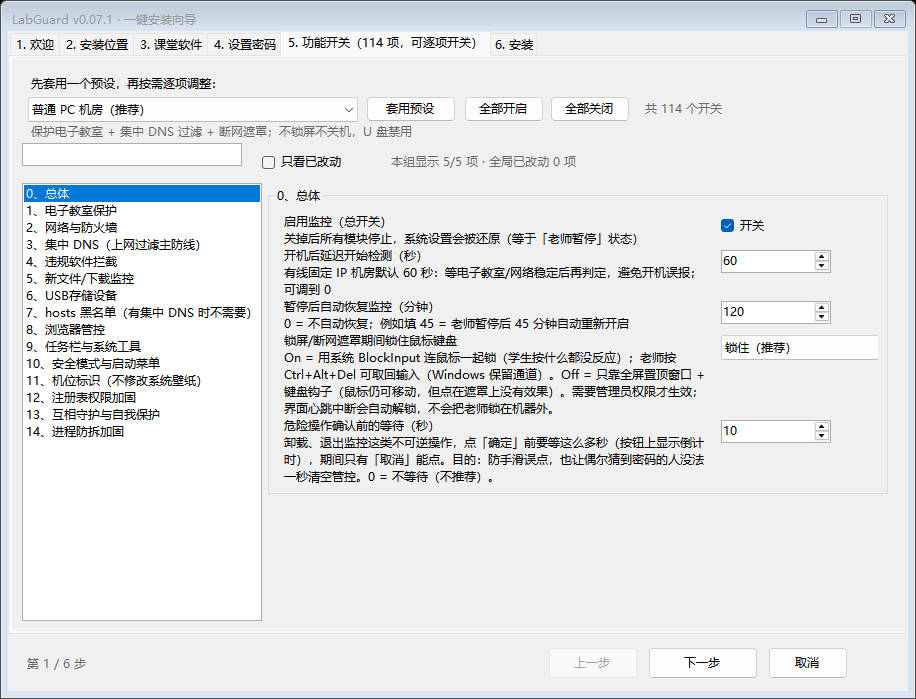 LabGuard v0.07.1 · 一键安装向导
1. 欢迎 2. 安装位置 3. 课堂软件 4. 设置密码 5. 功能开关（114 项，可逐项开关） 6. 安装
先套用一个预设，再按需逐项调整：
普通 PC 机房（推荐） 套用预设 全部开启 全部关闭 共 114 个开关
保护电子教室 + 集中 DNS 过滤 + 断网遮罩；不锁屏不关机，U 盘禁用
只看已改动 本组显示 5/5 项 · 全局已改动 0 项
0、总体
1、电子教室保护
2、网络与防火墙
3、集中 DNS（上网过滤主防线）
4、违规软件拦截
5、新文件/下载监控
6、USB存储设备
7、hosts 黑名单（有集中 DNS 时不需要）
8、浏览器管控
9、任务栏与系统工具
10、安全模式与启动菜单
11、机位标识（不修改系统壁纸）
12、注册表权限加固
13、互相守护与自我保护
14、进程防拆加固
0、总体
启用监控（总开关） 开关
关掉后所有模块停止，系统设置会被还原（等于「老师暂停」状态）
开机后延迟开始检测（秒） 60
有线固定 IP 机房默认 60 秒：等电子教室/网络稳定后再判定，避免开机误报；
可调到 0
暂停后自动恢复监控（分钟） 120
0 = 不自动恢复；例如填 45 = 老师暂停后 45 分钟自动重新开启
锁屏/断网遮罩期间锁住鼠标键盘 锁住（推荐）
On = 用系统 BlockInput 连鼠标一起锁（学生按什么都没反应）；老师按
Ctrl+Alt+Del 可取回输入（Windows 保留通道）。Off = 只靠全屏置顶窗口 +
键盘钩子（鼠标仍可移动，但点在遮罩上没有效果）。需要管理员权限才生效；
界面心跳中断会自动解锁，不会把老师锁在机器外。
危险操作确认前的等待（秒） 10
卸载、退出监控这类不可逆操作，点「确定」前要等这么多秒（按钮上显示倒计
时），期间只有「取消」能点。目的：防手滑误点，也让偶尔猜到密码的人没法
一秒清空管控。0 = 不等待（不推荐）。
第 1 / 6 步 上一步 下一步 取消